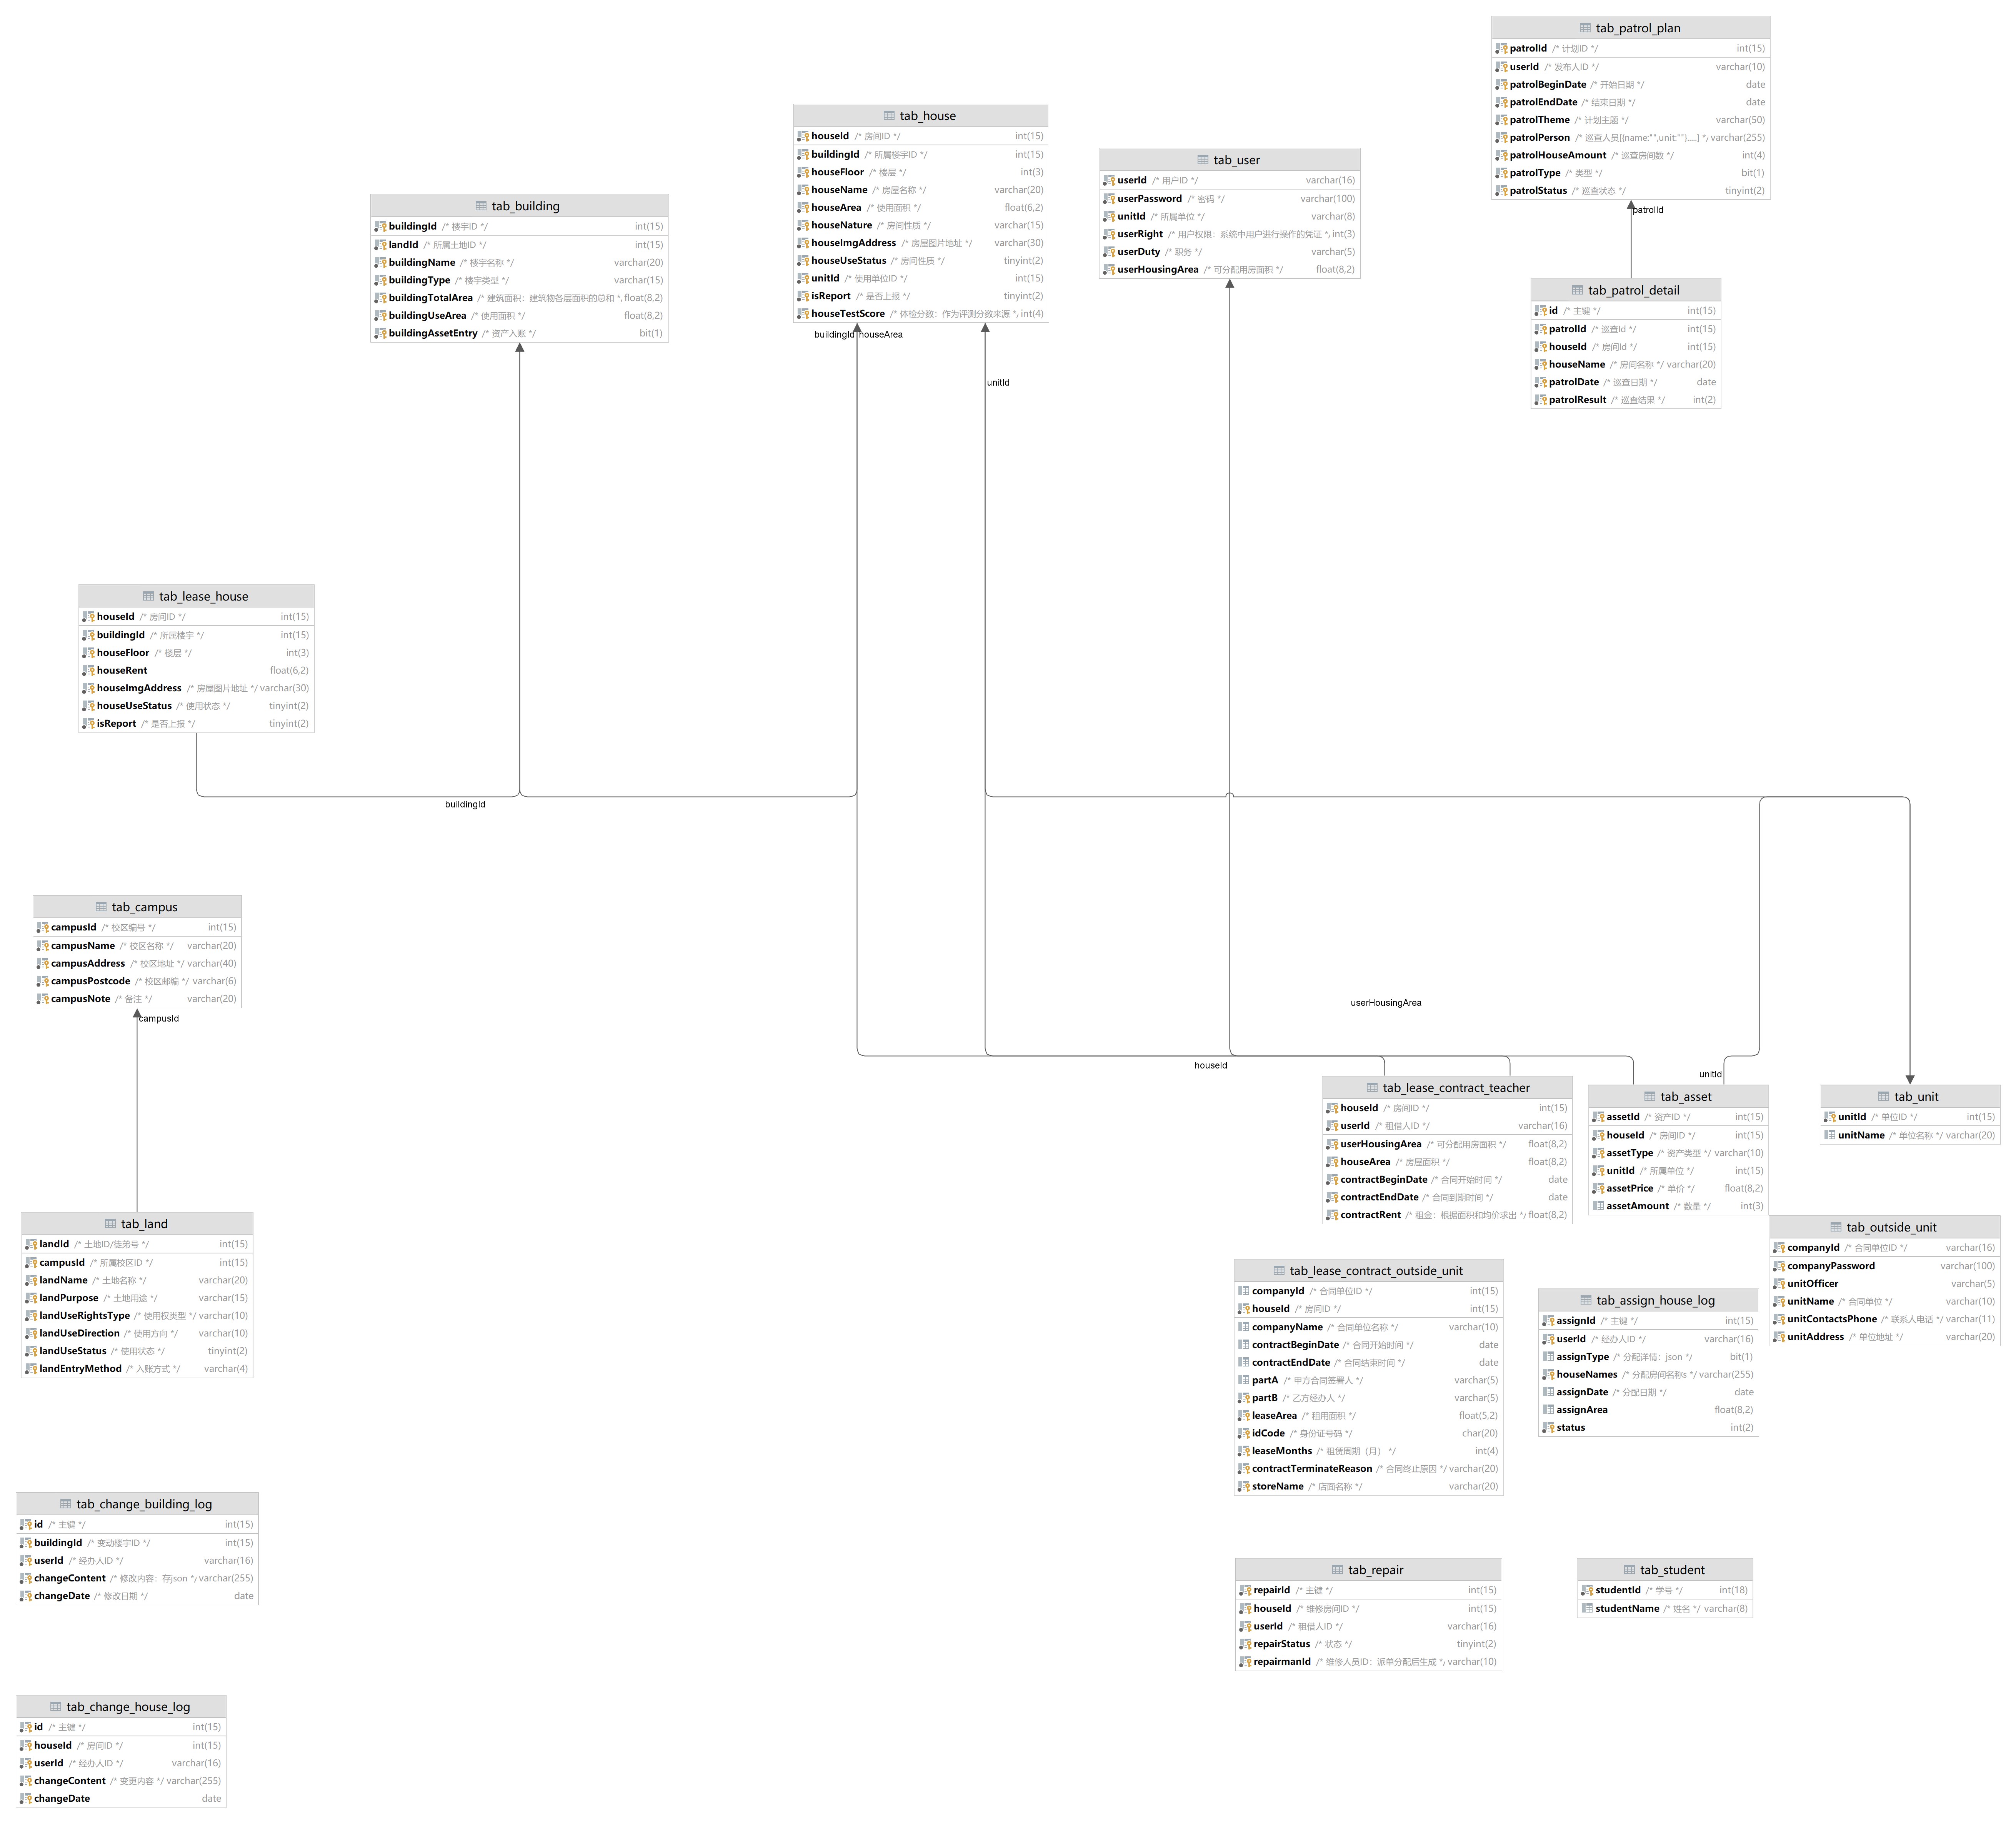 tab_patrol_plan
patrolId /* 计划ID */ int(15)
userId /* 发布人ID */ varchar(10)
patrolBeginDate /* 开始日期 */ date
patrolEndDate /* 结束日期 */ date
patrolTheme /* 计划主题 */ varchar(50)
patrolPerson /* 巡查人员[{name:"",unit:""}....] */ varchar(255)
patrolHouseAmount /* 巡查房间数 */ int(4)
patrolType /* 类型 */ bit(1)
patrolStatus /* 巡查状态 */ tinyint(2)
patrolId
tab_house
houseId /* 房间ID */ int(15)
buildingId /* 所属楼宇ID */ int(15)
houseFloor /* 楼层 */ int(3)
houseName /* 房屋名称 */ varchar(20)
houseArea /* 使用面积 */ float(6,2)
houseNature /* 房间性质 */ varchar(15)
houseImgAddress /* 房屋图片地址 */ varchar(30)
houseUseStatus /* 房间性质 */ tinyint(2)
unitId /* 使用单位ID */ int(15)
isReport /* 是否上报 */ tinyint(2)
houseTestScore /* 体检分数：作为评测分数来源 */ int(4)
buildingId houseArea
unitId
tab_user
userId /* 用户ID */ varchar(16)
userPassword /* 密码 */ varchar(100)
unitId /* 所属单位 */ varchar(8)
userRight /* 用户权限：系统中用户进行操作的凭证 */ int(3)
userDuty /* 职务 */ varchar(5)
userHousingArea /* 可分配用房面积 */ float(8,2)
tab_building
buildingId /* 楼宇ID */ int(15)
landId /* 所属土地ID */ int(15)
buildingName /* 楼宇名称 */ varchar(20)
buildingType /* 楼宇类型 */ varchar(15)
buildingTotalArea /* 建筑面积：建筑物各层面积的总和 */ float(8,2)
buildingUseArea /* 使用面积 */ float(8,2)
buildingAssetEntry /* 资产入账 */ bit(1)
tab_patrol_detail
id /* 主键 */ int(15)
patrolId /* 巡查Id */ int(15)
houseId /* 房间Id */ int(15)
houseName /* 房间名称 */ varchar(20)
patrolDate /* 巡查日期 */ date
patrolResult /* 巡查结果 */ int(2)
tab_lease_house
houseId /* 房间ID */ int(15)
buildingId /* 所属楼宇 */ int(15)
houseFloor /* 楼层 */ int(3)
houseRent float(6,2)
houseImgAddress /* 房屋图片地址 */ varchar(30)
houseUseStatus /* 使用状态 */ tinyint(2)
isReport /* 是否上报 */ tinyint(2)
buildingId
tab_campus
campusId /* 校区编号 */ int(15)
campusName /* 校区名称 */ varchar(20)
campusAddress /* 校区地址 */ varchar(40)
campusPostcode /* 校区邮编 */ varchar(6)
campusNote /* 备注 */ varchar(20)
campusId
userHousingArea
houseId
unitId
tab_lease_contract_teacher
houseId /* 房间ID */ int(15)
userId /* 租借人ID */ varchar(16)
userHousingArea /* 可分配用房面积 */ float(8,2)
houseArea /* 房屋面积 */ float(8,2)
contractBeginDate /* 合同开始时间 */ date
contractEndDate /* 合同到期时间 */ date
contractRent /* 租金：根据面积和均价求出 */ float(8,2)
tab_asset
assetId /* 资产ID */ int(15)
houseId /* 房间ID */ int(15)
assetType /* 资产类型 */ varchar(10)
unitId /* 所属单位 */ int(15)
assetPrice /* 单价 */ float(8,2)
assetAmount /* 数量 */ int(3)
tab_unit
unitId /* 单位ID */ int(15)
unitName /* 单位名称 */ varchar(20)
tab_land
landId /* 土地ID/徒弟号 */ int(15)
campusId /* 所属校区ID */ int(15)
landName /* 土地名称 */ varchar(20)
landPurpose /* 土地用途 */ varchar(15)
landUseRightsType /* 使用权类型 */ varchar(10)
landUseDirection /* 使用方向 */ varchar(10)
landUseStatus /* 使用状态 */ tinyint(2)
landEntryMethod /* 入账方式 */ varchar(4)
tab_outside_unit
companyId /* 合同单位ID */ varchar(16)
companyPassword varchar(100)
unitOfficer varchar(5)
unitName /* 合同单位 */ varchar(10)
unitContactsPhone /* 联系人电话 */ varchar(11)
unitAddress /* 单位地址 */ varchar(20)
tab_lease_contract_outside_unit
companyId /* 合同单位ID */ int(15)
houseId /* 房间ID */ int(15)
companyName /* 合同单位名称 */ varchar(10)
contractBeginDate /* 合同开始时间 */ date
contractEndDate /* 合同结束时间 */ date
partA /* 甲方合同签署人 */ varchar(5)
partB /* 乙方经办人 */ varchar(5)
leaseArea /* 租用面积 */ float(5,2)
idCode /* 身份证号码 */ char(20)
leaseMonths /* 租赁周期（月） */ int(4)
contractTerminateReason /* 合同终止原因 */ varchar(20)
storeName /* 店面名称 */ varchar(20)
tab_assign_house_log
assignId /* 主键 */ int(15)
userId /* 经办人ID */ varchar(16)
assignType /* 分配详情：json */ bit(1)
houseNames /* 分配房间名称s */ varchar(255)
assignDate /* 分配日期 */ date
assignArea float(8,2)
status int(2)
tab_change_building_log
id /* 主键 */ int(15)
buildingId /* 变动楼宇ID */ int(15)
userId /* 经办人ID */ varchar(16)
changeContent /* 修改内容：存json */ varchar(255)
changeDate /* 修改日期 */ date
tab_repair
repairId /* 主键 */ int(15)
houseId /* 维修房间ID */ int(15)
userId /* 租借人ID */ varchar(16)
repairStatus /* 状态 */ tinyint(2)
repairmanId /* 维修人员ID：派单分配后生成 */ varchar(10)
tab_student
studentId /* 学号 */ int(18)
studentName /* 姓名 */ varchar(8)
tab_change_house_log
id /* 主键 */ int(15)
houseId /* 房间ID */ int(15)
userId /* 经办人ID */ varchar(16)
changeContent /* 变更内容 */ varchar(255)
changeDate date